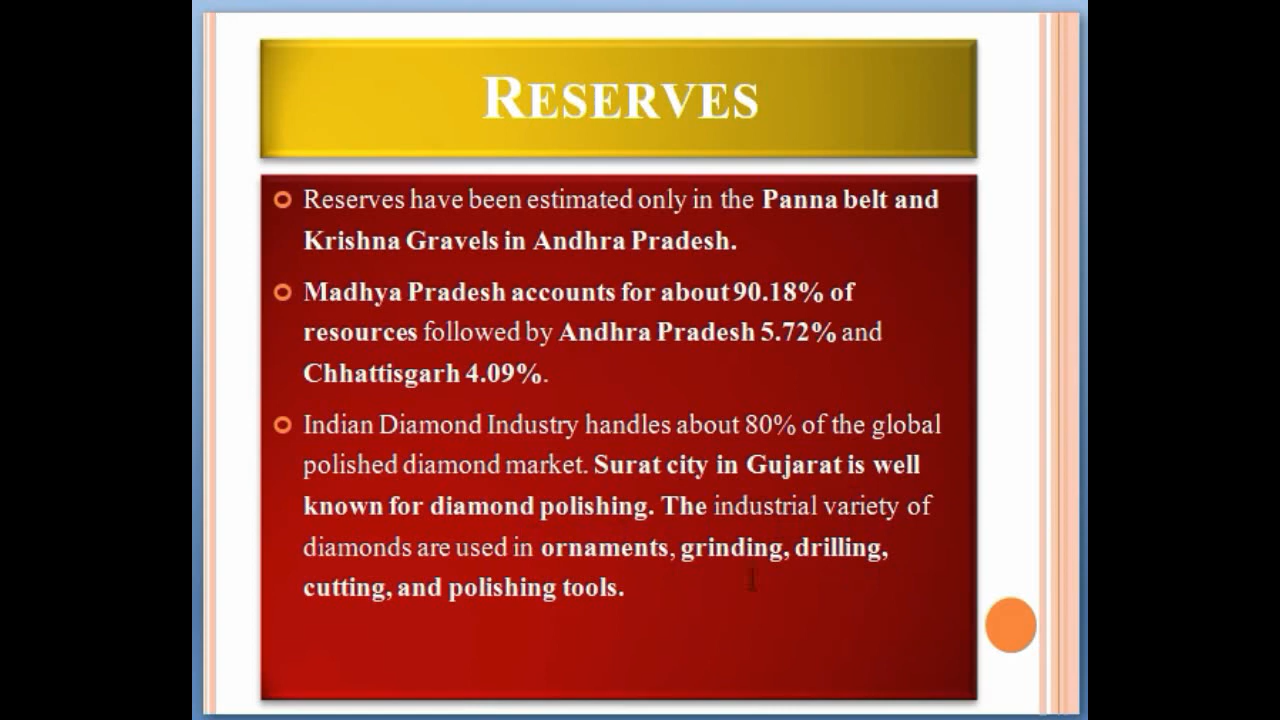 RESERVES
Reserves have been estimated only in the Panna belt and
Krishna Gravels in Andhra Pradesh.
Madhya Pradesh accounts for about 90.18% of
resources followed by Andhra Pradesh 5.72% and
Chhattisgarh 4.09%.
Indian Diamond Industry handles about 80% of the global
polished diamond market. Surat city in Gujarat is well
known for diamond polishing. The industrial variety of
diamonds are used in ornaments, grinding, drilling,
cutting, and polishing tools.